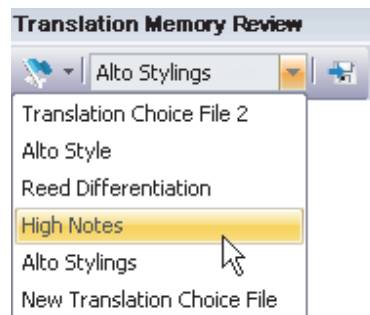 Translation Memory Review
Alto Stylings
Translation Choice File 2
Alto Style
Reed Differentiation
High Notes
Alto Stylings
New Translation Choice File